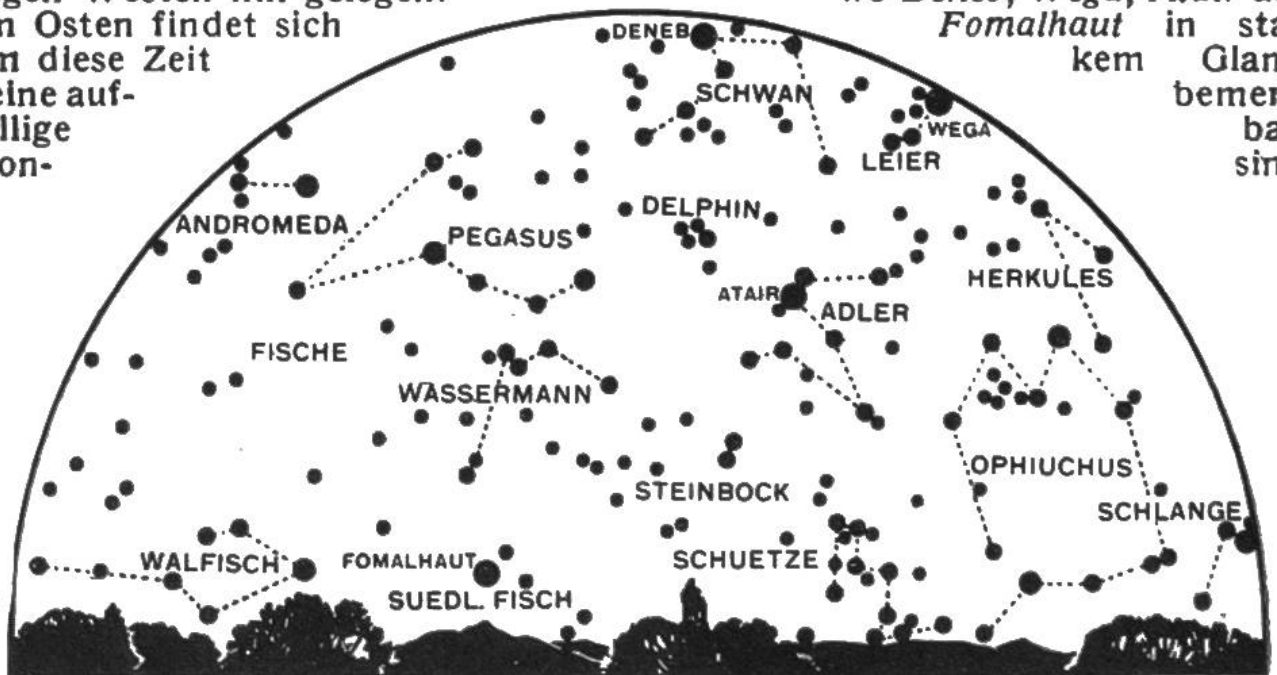 n Osten findet sich
m diese Zeit
eine auf-
llige
on-
Fomalhaut in sta
kem Glan
bemer
ba
sin
DENEB
SCHWAN
WEGA
LEIER
ANDROMEDA
PEGASUS
DELPHIN
HERKULES
ATAIR
ADLER
FISCHE
WASSERMANN
OPHIUCHUS
STEINBOCK
SCHLANGE
WALFISCH
FOMALHAUT
SCHUETZE
SUEDL. FISCH